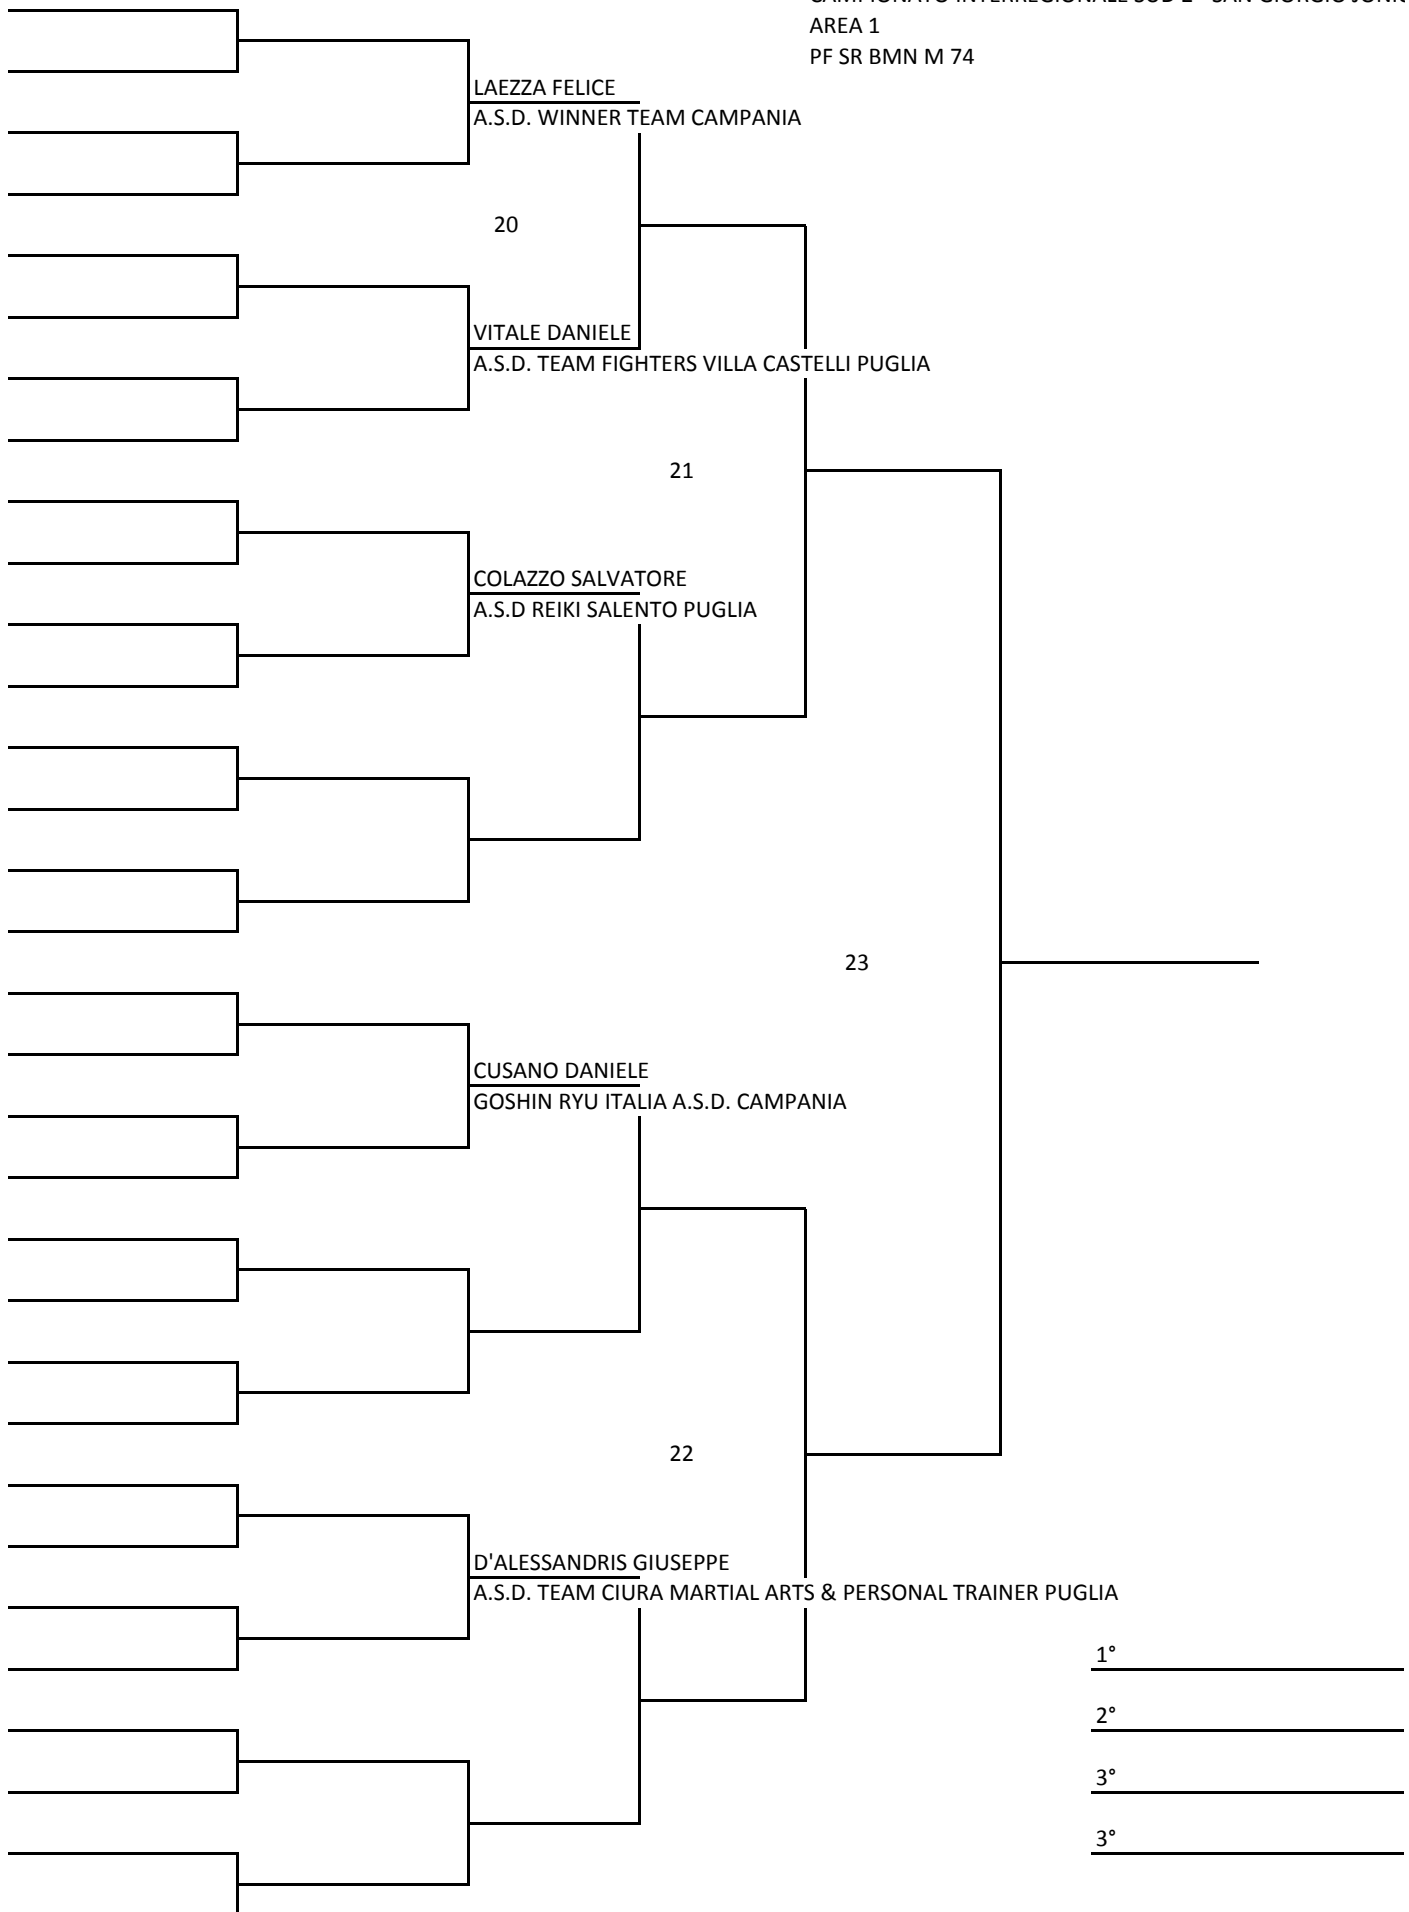 AREA 1
PF SR BMN M 74
LAEZZA FELICE
A.S.D. WINNER TEAM CAMPANIA
20
VITALE DANIELE
A.S.D. TEAM FIGHTERS VILLA CASTELLI PUGLIA
21
COLAZZO SALVATORE
A.S.D REIKI SALENTO PUGLIA
23
CUSANO DANIELE
GOSHIN RYU ITALIA A.S.D. CAMPANIA
22
D'ALESSANDRIS GIUSEPPE
A.S.D. TEAM CIURA MARTIAL ARTS & PERSONAL TRAINER PUGLIA
1°
2°
3°
3°